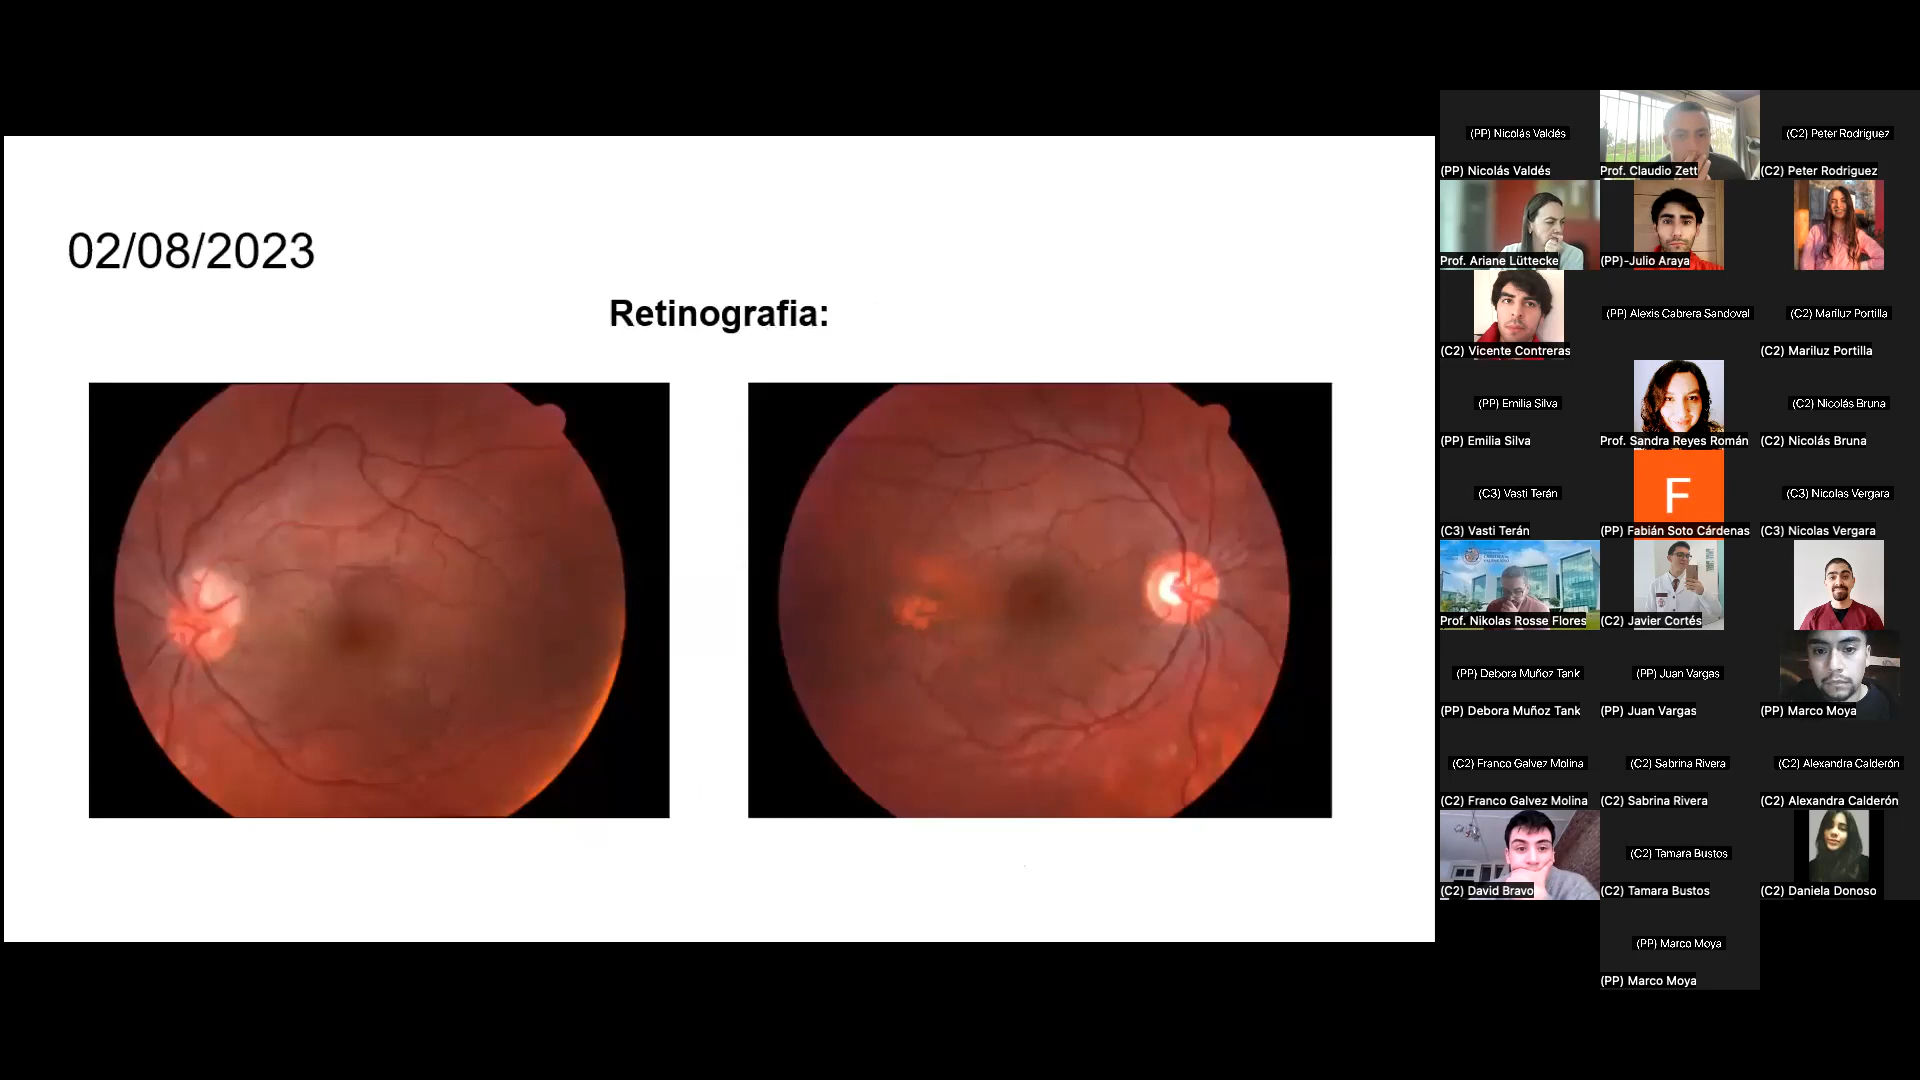 02/08/2023
Retinografia:
(PP) Nicolás Valdés
(C2) Peter Rodriguez
(PP) Nicolás Valdés
Prof. Claudio Zett
(C2) Peter Rodriguez
Prof. Ariane Lüttecke
(PP)-Julio Araya
(PP) Alexis Cabrera Sandoval
(C2) Mariluz Portilla
(C2) Vicente Contreras
(C2) Mariluz Portilla
(PP) Emilia Silva
(C2) Nicolás Bruna
(PP) Emilia Silva
Prof. Sandra Reyes Román
(C2) Nicolás Bruna
(C3) Vasti Terán
F
(C3) Nicolas Vergara
(C3) Vasti Terán
(PP) Fabián Soto Cárdenas
(C3) Nicolas Vergara
Prof. Nikolas Rosse Flores
(C2) Javier Cortés
(PP) Debora Muñoz Tank
(PP) Juan Vargas
(PP) Debora Muñoz Tank
(PP) Juan Vargas
(PP) Marco Moya
(C2) Franco Galvez Molina
(C2) Sabrina Rivera
(C2) Alexandra Calderón
(C2) Franco Galvez Molina
(C2) Sabrina Rivera
(C2) Alexandra Calderón
(C2) Tamara Bustos
(C2) David Bravo
(C2) Tamara Bustos
(C2) Daniela Donoso
(PP) Marco Moya
(PP) Marco Moya